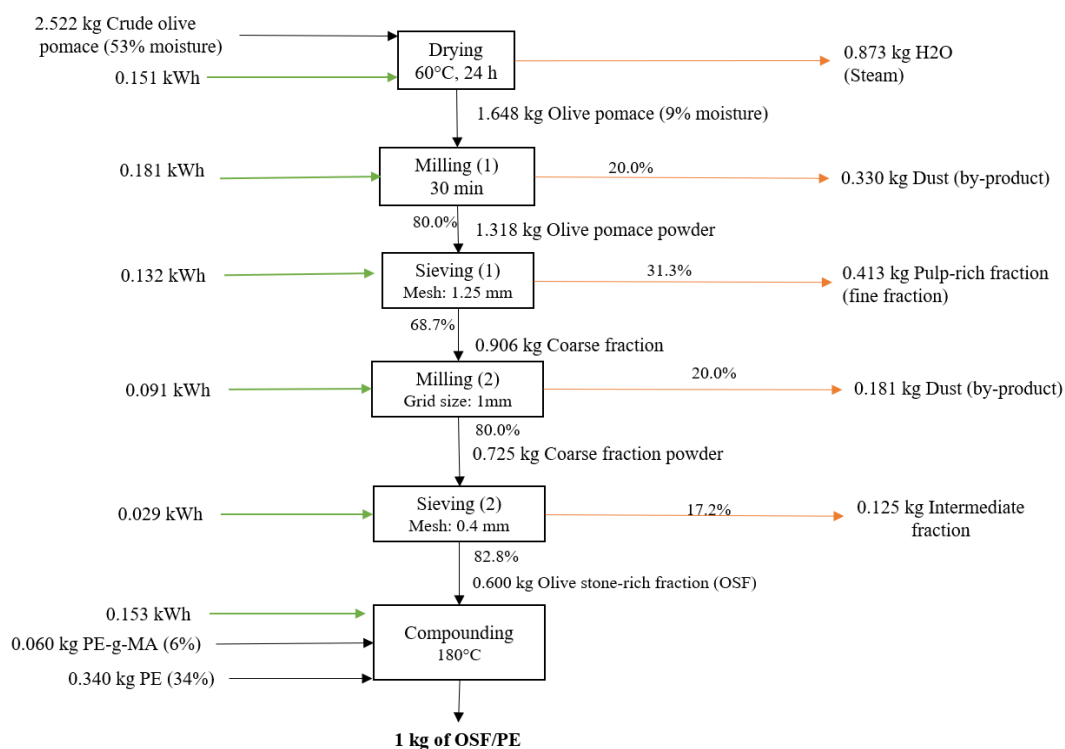 2.522 kg Crude olive
pomace (53% moisture)
0.151 kWh
Drying
60°C, 24 h
0.873 kg H2O
(Steam)
1.648 kg Olive pomace (9% moisture)
0.181 kWh
Milling (1)
30 min
20.0%
0.330 kg Dust (by-product)
80.0%
1.318 kg Olive pomace powder
0.132 kWh
Sieving (1)
Mesh: 1.25 mm
31.3%
0.413 kg Pulp-rich fraction
(fine fraction)
68.7%
0.906 kg Coarse fraction
0.091 kWh
Milling (2)
Grid size: 1mm
20.0%
0.181 kg Dust (by-product)
80.0%
0.725 kg Coarse fraction powder
0.029 kWh
Sieving (2)
Mesh: 0.4 mm
17.2%
0.125 kg Intermediate
fraction
82.8%
0.600 kg Olive stone-rich fraction (OSF)
0.153 kWh
0.060 kg PE-g-MA (6%)
0.340 kg PE (34%)
Compounding
180°C
1 kg of OSF/PE